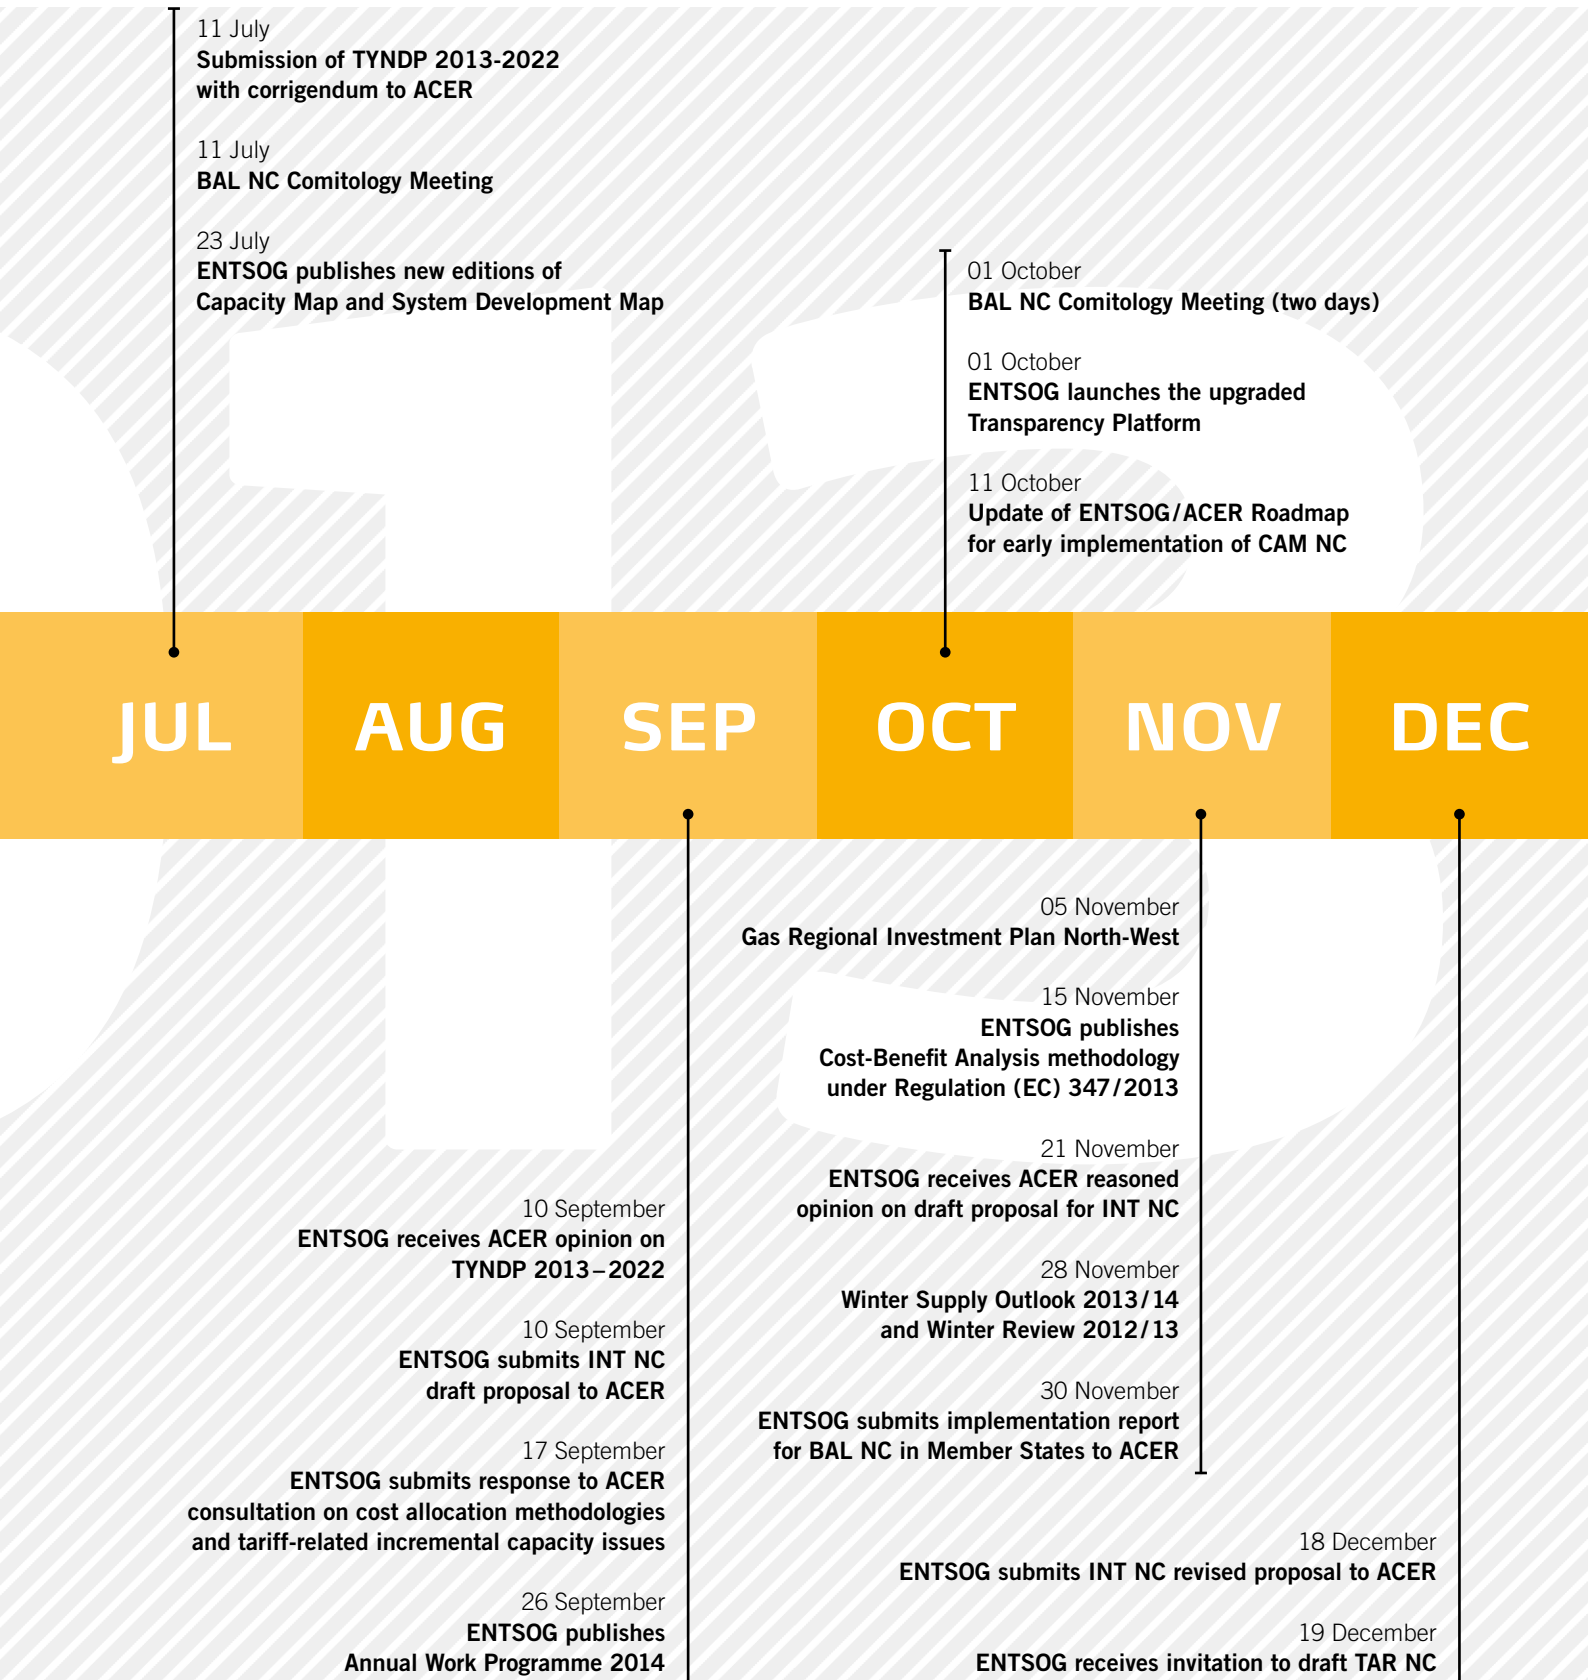 11 July
Submission of TYNDP 2013-2022
with corrigendum to ACER
11 July
BAL NC Comitology Meeting
23 July
ENTSOG publishes new editions of
Capacity Map and System Development Map
01 October
BAL NC Comitology Meeting (two days)
01 October
ENTSOG launches the upgraded
Transparency Platform
11 October
Update of ENTSOG/ACER Roadmap
for early implementation of CAM NC
JUL AUG SEP OCT NOV DEC
10 September
ENTSOG receives ACER opinion on
TYNDP 2013–2022
10 September
ENTSOG submits INT NC
draft proposal to ACER
17 September
ENTSOG submits response to ACER
consultation on cost allocation methodologies
and tariff-related incremental capacity issues
26 September
ENTSOG publishes
Annual Work Programme 2014
05 November
Gas Regional Investment Plan North-West
15 November
ENTSOG publishes
Cost-Benefit Analysis methodology
under Regulation (EC) 347/2013
21 November
ENTSOG receives ACER reasoned
opinion on draft proposal for INT NC
28 November
Winter Supply Outlook 2013/14
and Winter Review 2012/13
30 November
ENTSOG submits implementation report
for BAL NC in Member States to ACER
18 December
ENTSOG submits INT NC revised proposal to ACER
19 December
ENTSOG receives invitation to draft TAR NC